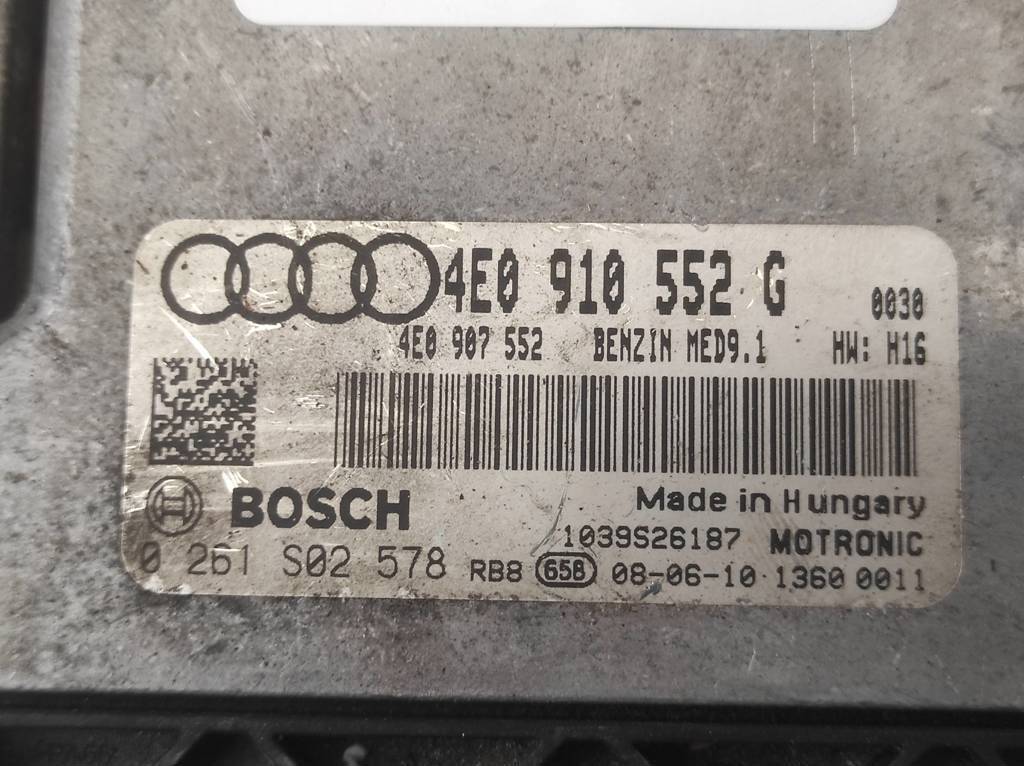 4E0 910 552 G 0030
4E0 907 552 BENZIN MED9.1 HW: H16
BOSCH Made in Hungary
1039S26187 MOTRONIC
0 261 S02 578 RB8 658 08-06-10 1360 0011